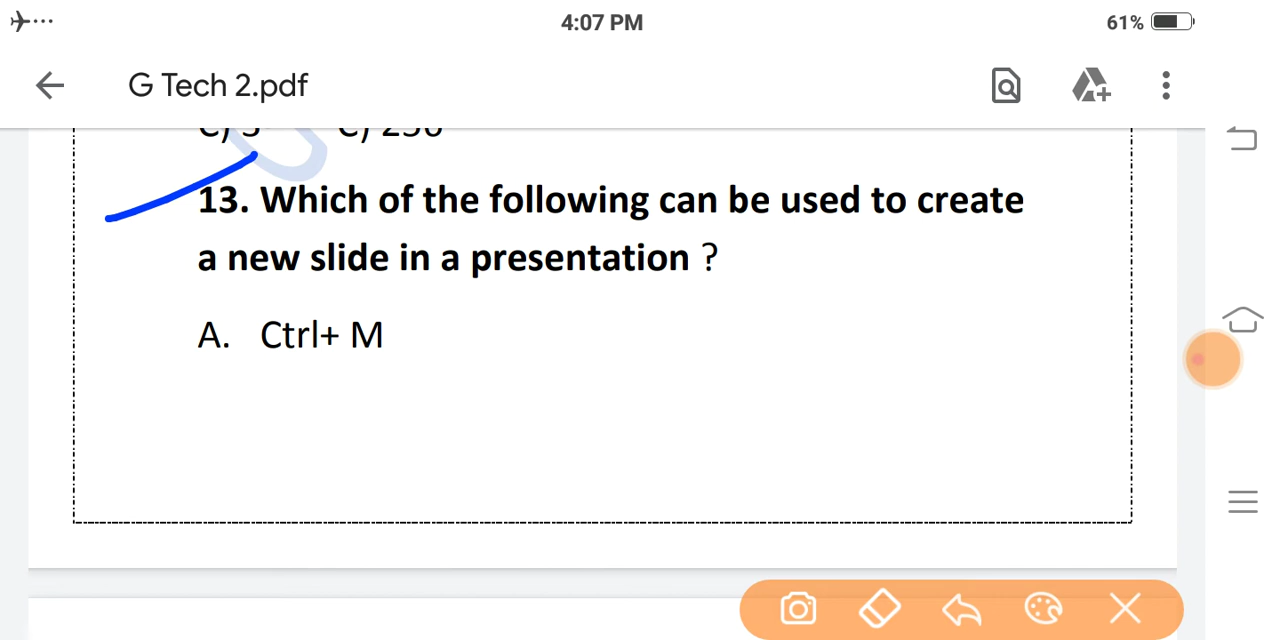 4:07 PM
61%
G Tech 2.pdf
13. Which of the following can be used to create
a new slide in a presentation ?
A. Ctrl+ M